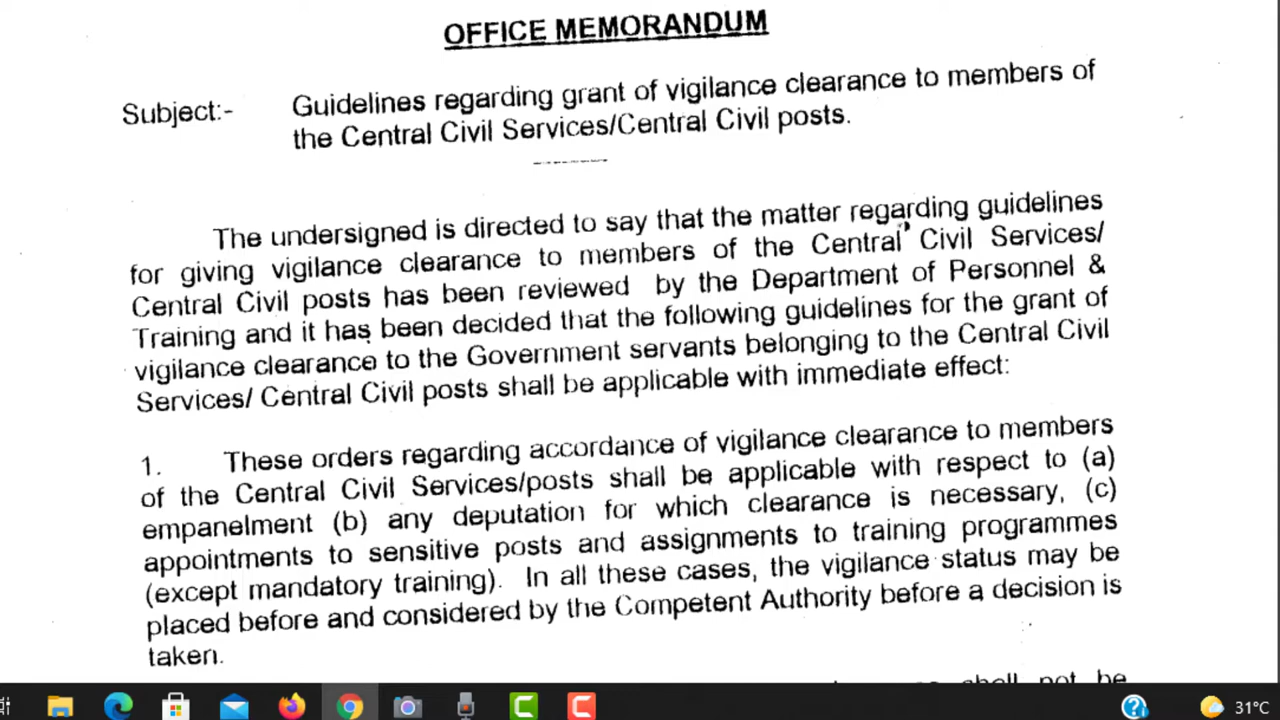 OFFICE MEMORANDUM
Subject:- Guidelines regarding grant of vigilance clearance to members of
the Central Civil Services/Central Civil posts.
The undersigned is directed to say that the matter regarding guidelines
for giving vigilance clearance to members of the Central Civil Services/
Central Civil posts has been reviewed by the Department of Personnel &
Training and it has been decided that the following guidelines for the grant of
vigilance clearance to the Government servants belonging to the Central Civil
Services/ Central Civil posts shall be applicable with immediate effect:
1. These orders regarding accordance of vigilance clearance to members
of the Central Civil Services/posts shall be applicable with respect to (a)
empanelment (b) any deputation for which clearance is necessary, (c)
appointments to sensitive posts and assignments to training programmes
(except mandatory training). In all these cases, the vigilance status may be
placed before and considered by the Competent Authority before a decision is
taken.
shall not be
31°C